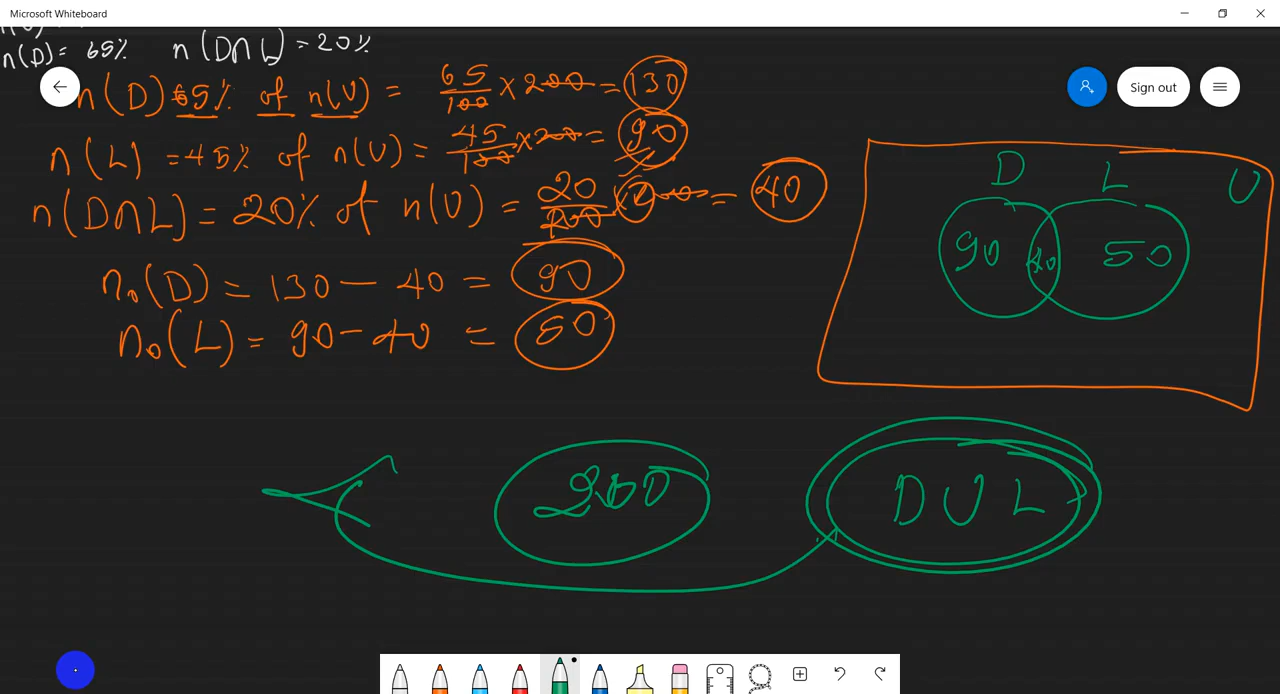 Microsoft Whiteboard
n(D) = 65% n(D∩L) = 20%
n(D) 65% of n(U) = 65/100 × 200 = 130
Sign out
n(L) = 45% of n(U) = 45/100 × 200 = 90
n(D∩L) = 20% of n(U) = 20/100 × 200 = 40
D L U
90 40 50
n₀(D) = 130 - 40 = 90
n₀(L) = 90 - 40 = 50
200 D U L